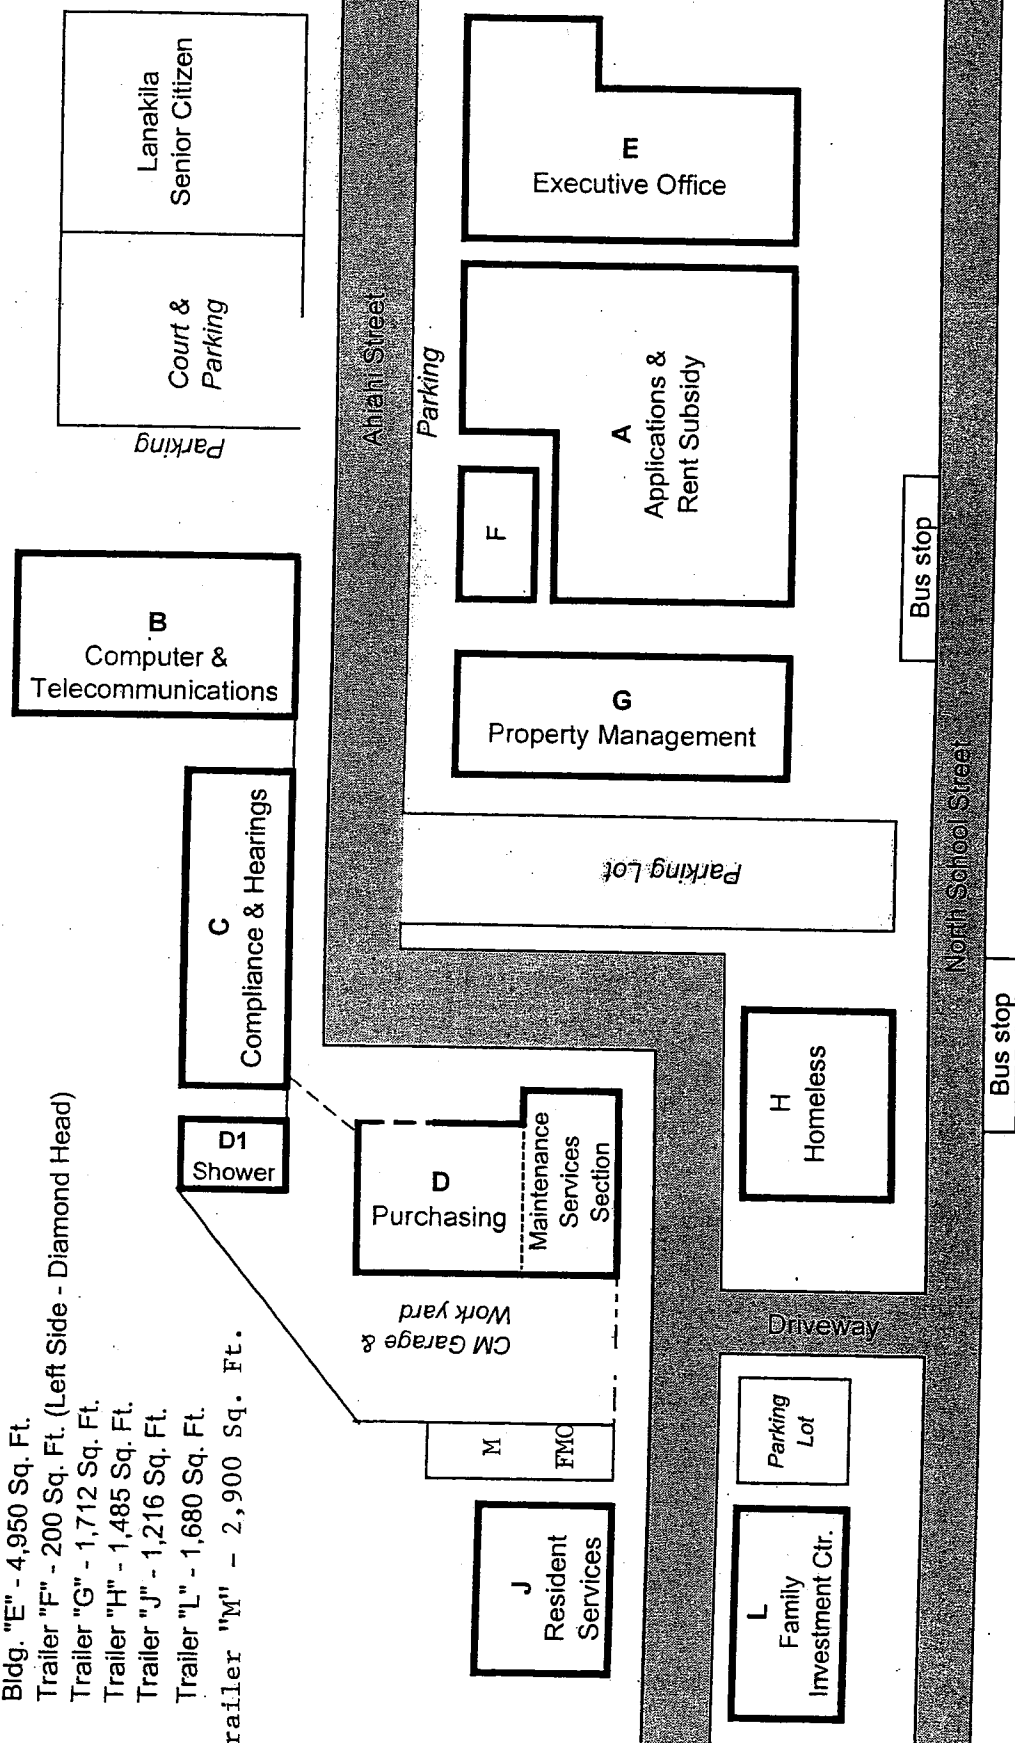 Bldg. "E" - 4,950 Sq. Ft.
Trailer "F" - 200 Sq. Ft. (Left Side - Diamond Head)
Trailer "G" - 1,712 Sq. Ft.
Trailer "H" - 1,485 Sq. Ft.
Trailer "J" - 1,216 Sq. Ft.
Trailer "L" - 1,680 Sq. Ft.
railer "M" - 2,900 Sq. Ft.
Lanakila
Senior Citizen
Court &
Parking
Parking
B
Computer &
Telecommunications
C
Compliance & Hearings
D1
Shower
D
Purchasing
Maintenance
Services
Section
CM Garage &
Work yard
M
FMO
J
Resident
Services
Ahiahi Street
Parking
E
Executive Office
A
Applications &
Rent Subsidy
F
G
Property Management
Parking Lot
H
Homeless
Driveway
Parking
Lot
L
Family
Investment Ctr.
Bus stop
North School Street
Bus stop